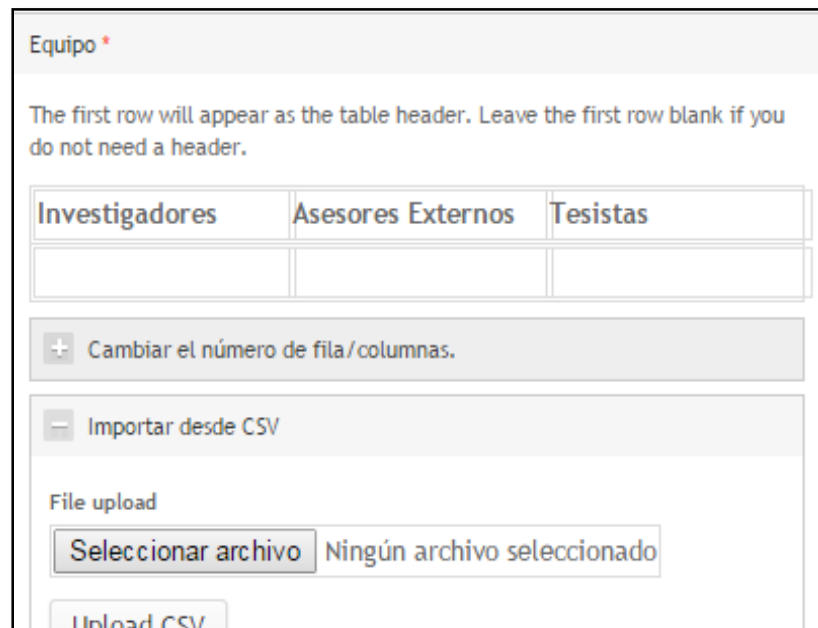 Equipo *
The first row will appear as the table header. Leave the first row blank if you
do not need a header.
Investigadores Asesores Externos Tesistas
Cambiar el número de fila/columnas.
Importar desde CSV
File upload
Seleccionar archivo Ningún archivo seleccionado
Upload CSV